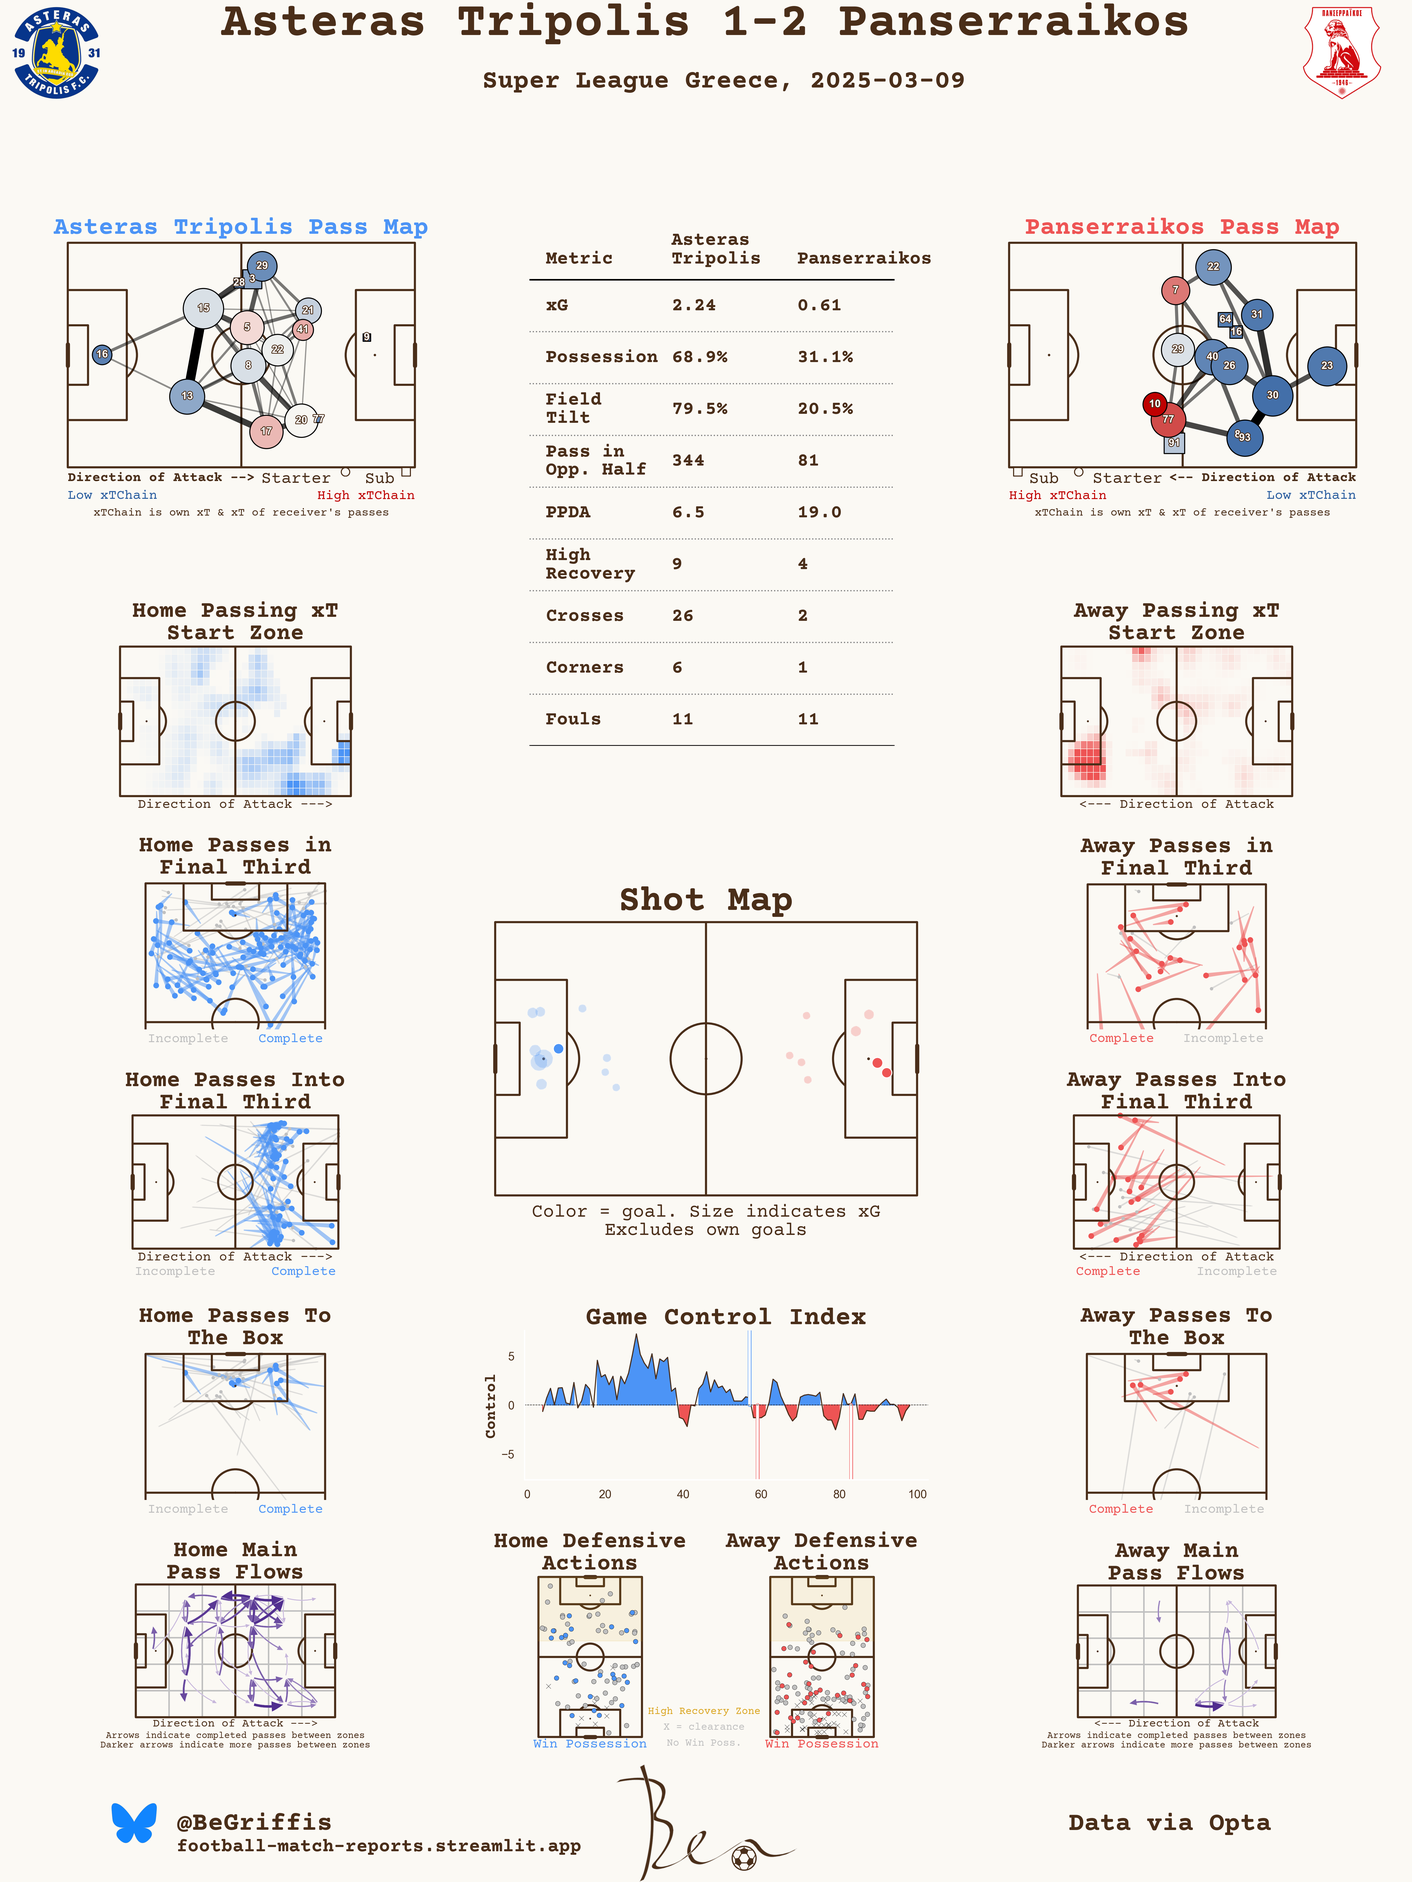 Asteras Tripolis 1-2 Panserraikos
Super League Greece, 2025-03-09
ASTERAS
19 31
TRIPOLIS F.C.
ΠΑΝΣΕΡΡΑΪΚΟΣ
-1946-
Asteras Tripolis Pass Map
29
28
3
15
21
5
41
22
9
16
8
13
20
77
17
Direction of Attack --> Starter Sub
Low xTChain High xTChain
xTChain is own xT & xT of receiver's passes
Metric Asteras Tripolis Panserraikos
xG 2.24 0.61
Possession 68.9% 31.1%
Field Tilt 79.5% 20.5%
Pass in Opp. Half 344 81
PPDA 6.5 19.0
High Recovery 9 4
Crosses 26 2
Corners 6 1
Fouls 11 11
Panserraikos Pass Map
22
7
31
64
16
29
40
26
23
30
10
77
8
93
91
Sub Starter <-- Direction of Attack
High xTChain Low xTChain
xTChain is own xT & xT of receiver's passes
Home Passing xT
Start Zone
Direction of Attack --->
Away Passing xT
Start Zone
<--- Direction of Attack
Home Passes in
Final Third
Incomplete Complete
Away Passes in
Final Third
Complete Incomplete
Shot Map
Color = goal. Size indicates xG
Excludes own goals
Home Passes Into
Final Third
Direction of Attack --->
Incomplete Complete
Away Passes Into
Final Third
<--- Direction of Attack
Complete Incomplete
Home Passes To
The Box
Incomplete Complete
Game Control Index
Control
5
0
−5
0 20 40 60 80 100
Away Passes To
The Box
Complete Incomplete
Home Main
Pass Flows
Direction of Attack --->
Arrows indicate completed passes between zones
Darker arrows indicate more passes between zones
Home Defensive
Actions
Win Possession
High Recovery Zone
X = clearance
No Win Poss.
Away Defensive
Actions
Win Possession
Away Main
Pass Flows
<--- Direction of Attack
Arrows indicate completed passes between zones
Darker arrows indicate more passes between zones
@BeGriffis
football-match-reports.streamlit.app
Ben
Data via Opta